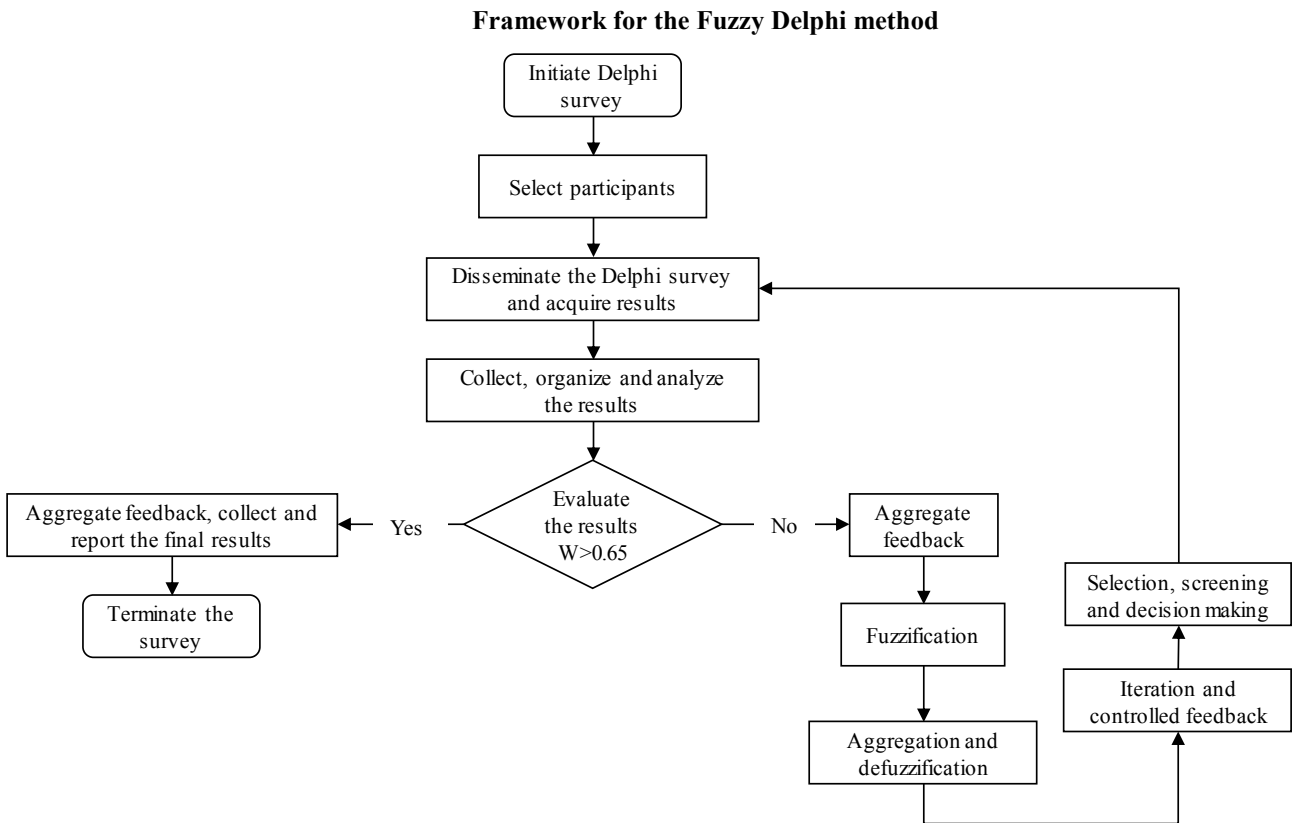 Framework for the Fuzzy Delphi method
Initiate Delphi
survey
Select participants
Disseminate the Delphi survey
and acquire results
Collect, organize and analyze
the results
Evaluate
the results
W>0.65
Yes
Aggregate feedback, collect and
report the final results
Terminate the
survey
No
Aggregate
feedback
Fuzzification
Aggregation and
defuzzification
Iteration and
controlled feedback
Selection, screening
and decision making